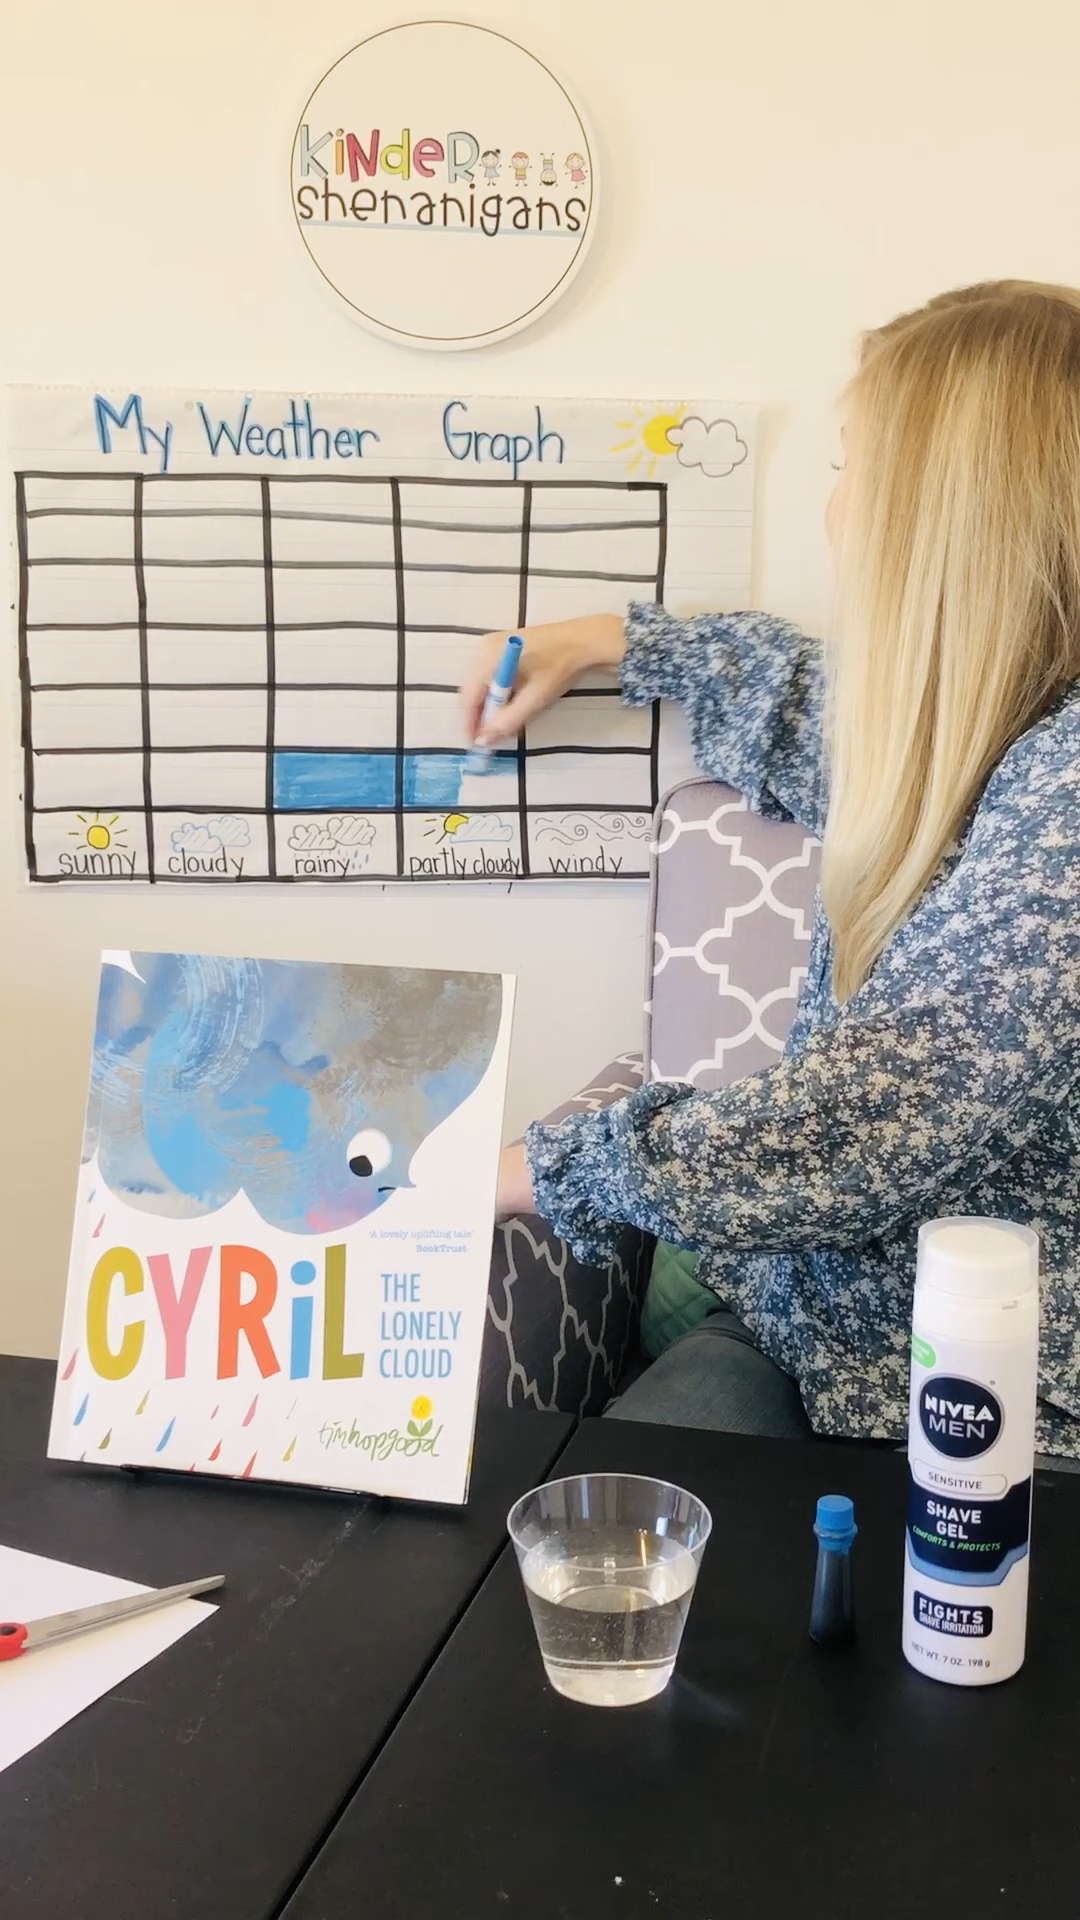 KiNdeR
shenanigans
My Weather Graph
sunny cloudy rainy partly cloudy windy
'A lovely uplifting tale'
BookTrust
CYRiL
THE
LONELY
CLOUD
timhopgood
NIVEA
MEN
SENSITIVE
SHAVE
GEL
COMFORTS & PROTECTS
FIGHTS
SHAVE IRRITATION
NET WT. 7 OZ. 198 g